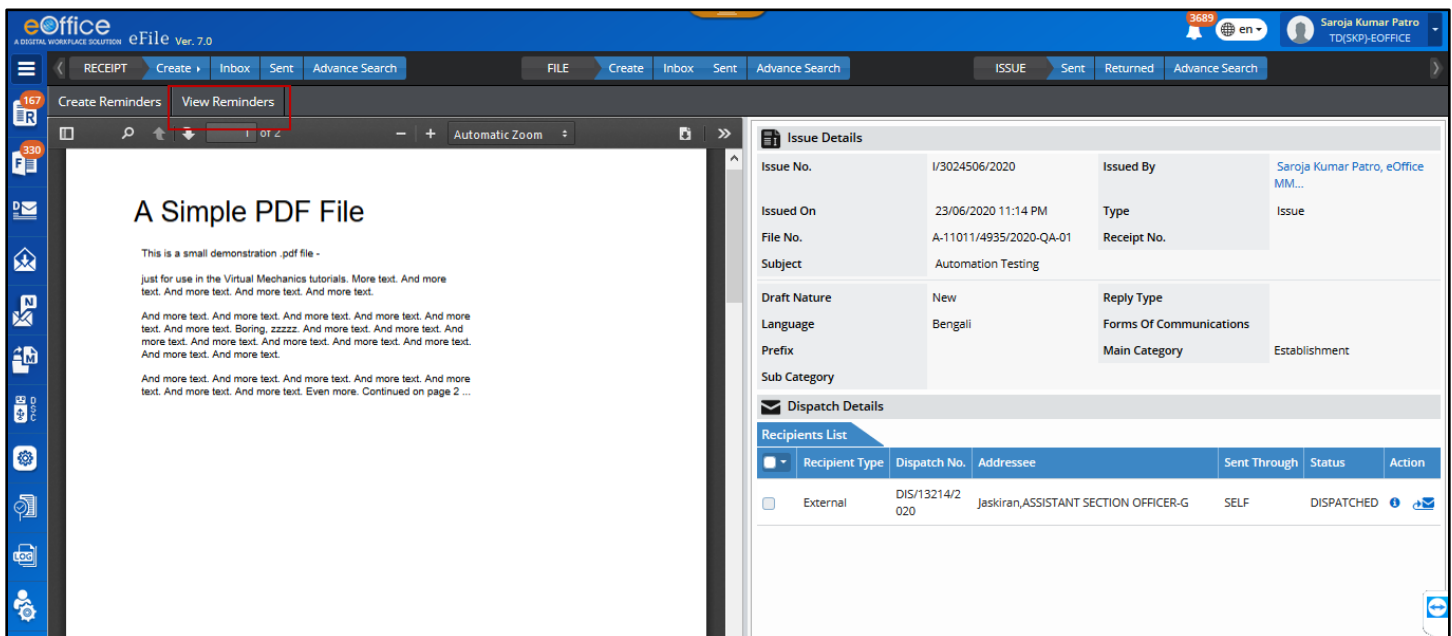 eOffice
A DIGITAL WORKPLACE SOLUTION eFile Ver. 7.0
3689
en
Saroja Kumar Patro
TD(SKP)-EOFFICE
RECEIPT Create Inbox Sent Advance Search FILE Create Inbox Sent Advance Search ISSUE Sent Returned Advance Search
167
R
Create Reminders View Reminders
1 of 2 − + Automatic Zoom
330
F
D
N
M
DSC
LOG
A Simple PDF File
This is a small demonstration .pdf file -
just for use in the Virtual Mechanics tutorials. More text. And more
text. And more text. And more text. And more text.
And more text. And more text. And more text. And more text. And more
text. And more text. Boring, zzzzz. And more text. And more text. And
more text. And more text. And more text. And more text. And more text.
And more text. And more text.
And more text. And more text. And more text. And more text. And more
text. And more text. And more text. Even more. Continued on page 2 ...
Issue Details
Issue No. I/3024506/2020 Issued By Saroja Kumar Patro, eOffice
MM...
Issued On 23/06/2020 11:14 PM Type Issue
File No. A-11011/4935/2020-QA-01 Receipt No.
Subject Automation Testing
Draft Nature New Reply Type
Language Bengali Forms Of Communications
Prefix Main Category Establishment
Sub Category
Dispatch Details
Recipients List
Recipient Type Dispatch No. Addressee Sent Through Status Action
External DIS/13214/2
020 Jaskiran,ASSISTANT SECTION OFFICER-G SELF DISPATCHED